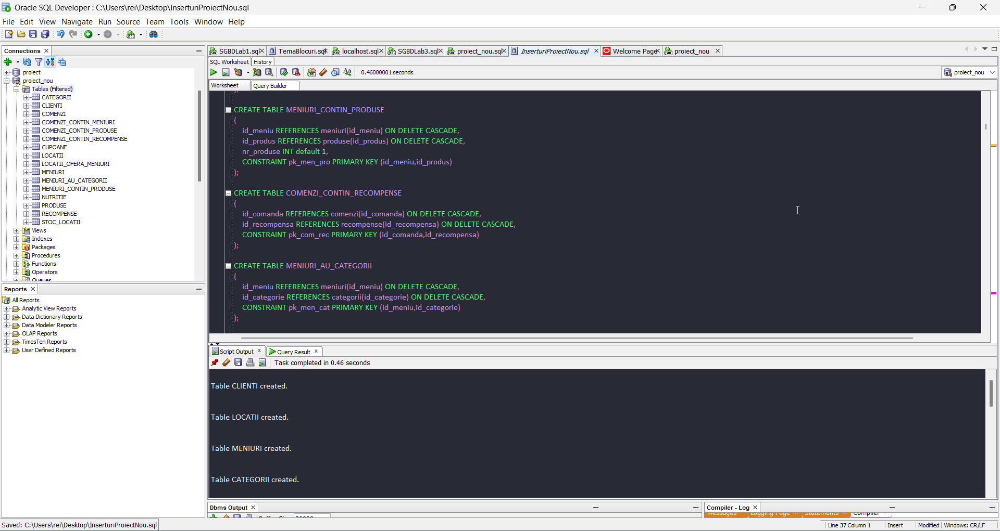 Oracle SQL Developer : C:\Users\rei\Desktop\InserturiProiectNou.sql
File Edit View Navigate Run Source Team Tools Window Help
Connections
proiect
proiect_nou
Tables (Filtered)
CATEGORII
CLIENTI
COMENZI
COMENZI_CONTIN_MENIURI
COMENZI_CONTIN_PRODUSE
COMENZI_CONTIN_RECOMPENSE
CUPOANE
LOCATII
LOCATII_OFERA_MENIURI
MENIURI
MENIURI_AU_CATEGORII
MENIURI_CONTIN_PRODUSE
NUTRITIE
PRODUSE
RECOMPENSE
STOC_LOCATII
Views
Indexes
Packages
Procedures
Functions
Operators
Queues
Reports
All Reports
Analytic View Reports
Data Dictionary Reports
Data Modeler Reports
OLAP Reports
TimesTen Reports
User Defined Reports
SGBDLab1.sql TemaBlocuri.sql localhost.sql SGBDLab3.sql proiect_nou.sql InserturiProiectNou.sql Welcome Page proiect_nou
SQL Worksheet History
0.46000001 seconds
proiect_nou
Worksheet Query Builder
);
CREATE TABLE MENIURI_CONTIN_PRODUSE
(
id_meniu REFERENCES meniuri(id_meniu) ON DELETE CASCADE,
id_produs REFERENCES produse(id_produs) ON DELETE CASCADE,
nr_produse INT default 1,
CONSTRAINT pk_men_pro PRIMARY KEY (id_meniu,id_produs)
);
CREATE TABLE COMENZI_CONTIN_RECOMPENSE
(
id_comanda REFERENCES comenzi(id_comanda) ON DELETE CASCADE,
id_recompensa REFERENCES recompense(id_recompensa) ON DELETE CASCADE,
CONSTRAINT pk_com_rec PRIMARY KEY (id_comanda,id_recompensa)
);
CREATE TABLE MENIURI_AU_CATEGORII
(
id_meniu REFERENCES meniuri(id_meniu) ON DELETE CASCADE,
id_categorie REFERENCES categorii(id_categorie) ON DELETE CASCADE,
CONSTRAINT pk_men_cat PRIMARY KEY (id_meniu,id_categorie)
);
Script Output Query Result
Task completed in 0.46 seconds
Table CLIENTI created.
Table LOCATII created.
Table MENIURI created.
Table CATEGORII created.
Dbms Output
Compiler - Log
Messages Logging Page Statements Compiler
Saved: C:\Users\rei\Desktop\InserturiProiectNou.sql
Line 37 Column 1 Insert Modified Windows: CR/LF